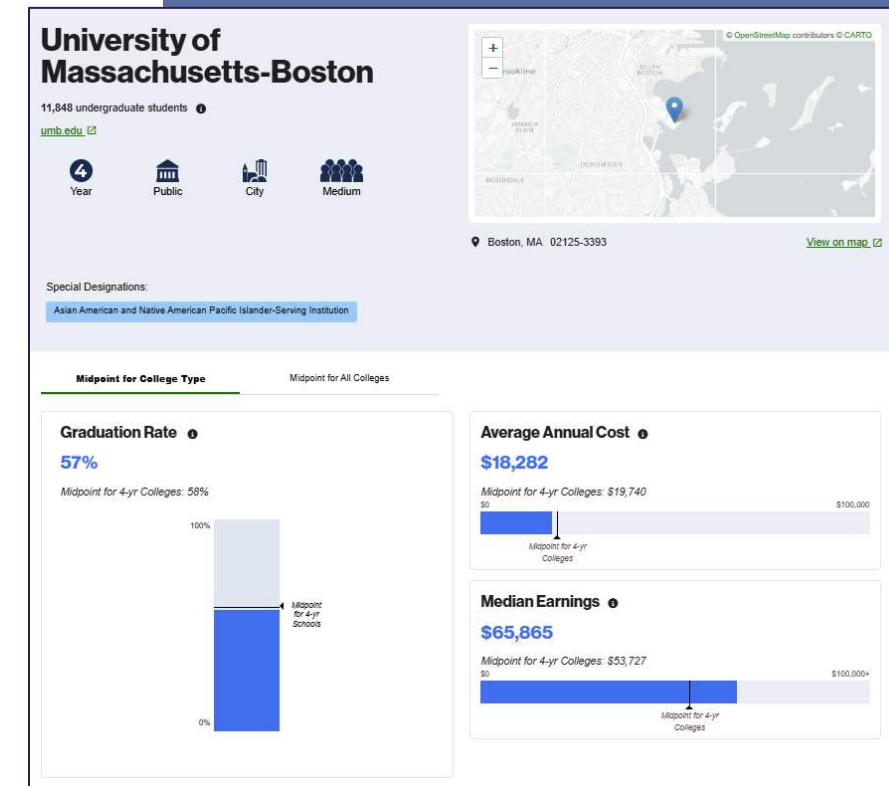 University of
Massachusetts-Boston
11,848 undergraduate students
umb.edu
4
Year
Public
City
Medium
Special Designations:
Asian American and Native American Pacific Islander-Serving Institution
+
−
© OpenStreetMap contributors © CARTO
rookline
SOUTH
BOSTON
JAMAICA
PLAIN
DORCHESTER
ROSLINDALE
Boston, MA 02125-3393
View on map
Midpoint for College Type
Midpoint for All Colleges
Graduation Rate
57%
Midpoint for 4-yr Colleges: 58%
100%
Midpoint
for 4-yr
Schools
0%
Average Annual Cost
$18,282
Midpoint for 4-yr Colleges: $19,740
$0
$100,000
Midpoint for 4-yr
Colleges
Median Earnings
$65,865
Midpoint for 4-yr Colleges: $53,727
$0
$100,000+
Midpoint for 4-yr
Colleges